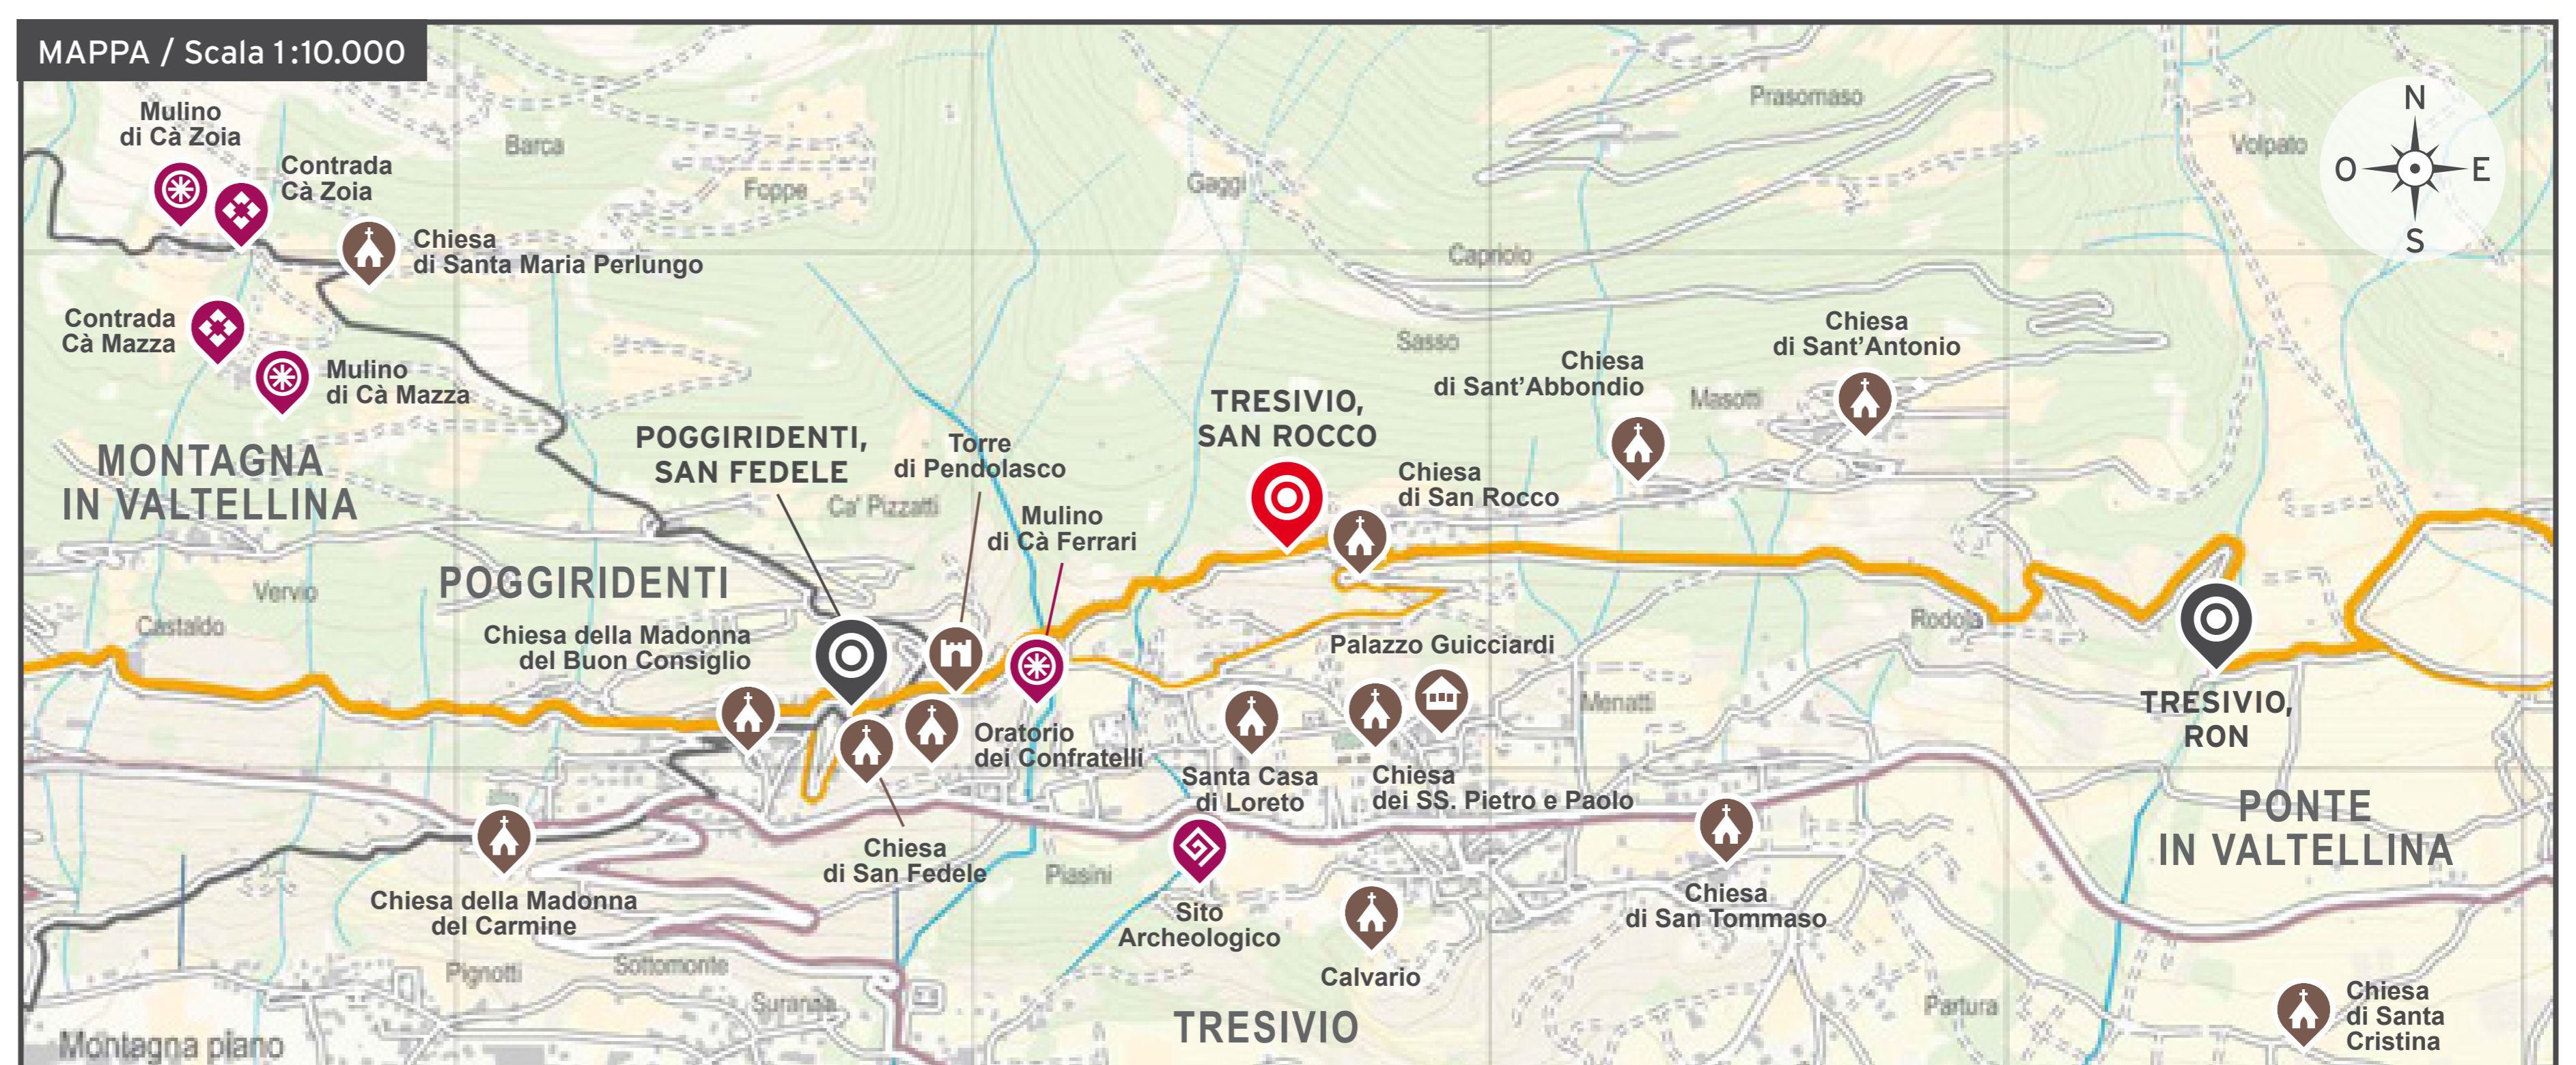 MAPPA / Scala 1:10.000
Mulino
di Cà Zoia
Contrada
Cà Zoia
Chiesa
di Santa Maria Perlungo
Contrada
Cà Mazza
Mulino
di Cà Mazza
MONTAGNA
IN VALTELLINA
Barca
Foppe
Gaggi
Prasomaso
Volpato
N
O
E
S
Capriolo
Sasso
Chiesa
di Sant'Antonio
Chiesa
di Sant'Abbondio
Masotti
TRESIVIO,
SAN ROCCO
Chiesa
di San Rocco
POGGIRIDENTI,
SAN FEDELE
Torre
di Pendolasco
Ca' Pizzatti
Mulino
di Cà Ferrari
POGGIRIDENTI
Vervio
Castaldo
Chiesa della Madonna
del Buon Consiglio
Palazzo Guicciardi
Rodola
Menatti
TRESIVIO,
RON
Oratorio
dei Confratelli
Santa Casa
di Loreto
Chiesa
dei SS. Pietro e Paolo
PONTE
IN VALTELLINA
Chiesa
di San Fedele
Piasini
Chiesa della Madonna
del Carmine
Sito
Archeologico
Chiesa
di San Tommaso
Calvario
Pignotti
Sottomonte
Surana
TRESIVIO
Partura
Chiesa
di Santa
Cristina
Montagna piano